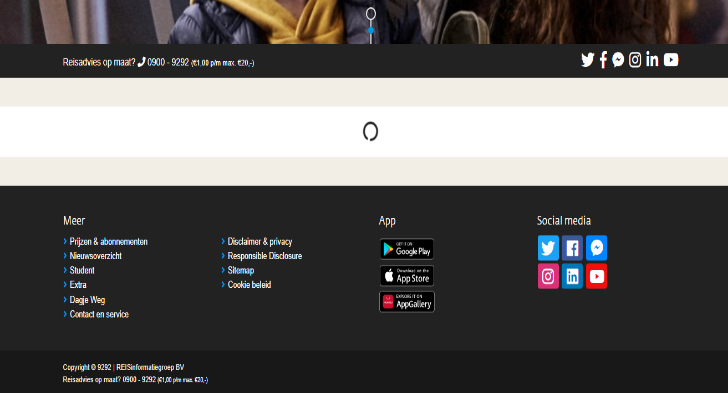 Reisadvies op maat? 0900 - 9292 (€1,00 p/m max. €20,-)
Meer
App
Social media
› Prijzen & abonnementen
› Disclaimer & privacy
› Nieuwsoverzicht
› Responsible Disclosure
› Student
› Sitemap
› Extra
› Cookie beleid
› Dagje Weg
› Contact en service
GET IT ON
Google Play
Download on the
App Store
EXPLORE IT ON
AppGallery
Copyright © 9292 | REISinformatiegroep BV
Reisadvies op maat? 0900 - 9292 (€1,00 p/m max. €20,-)